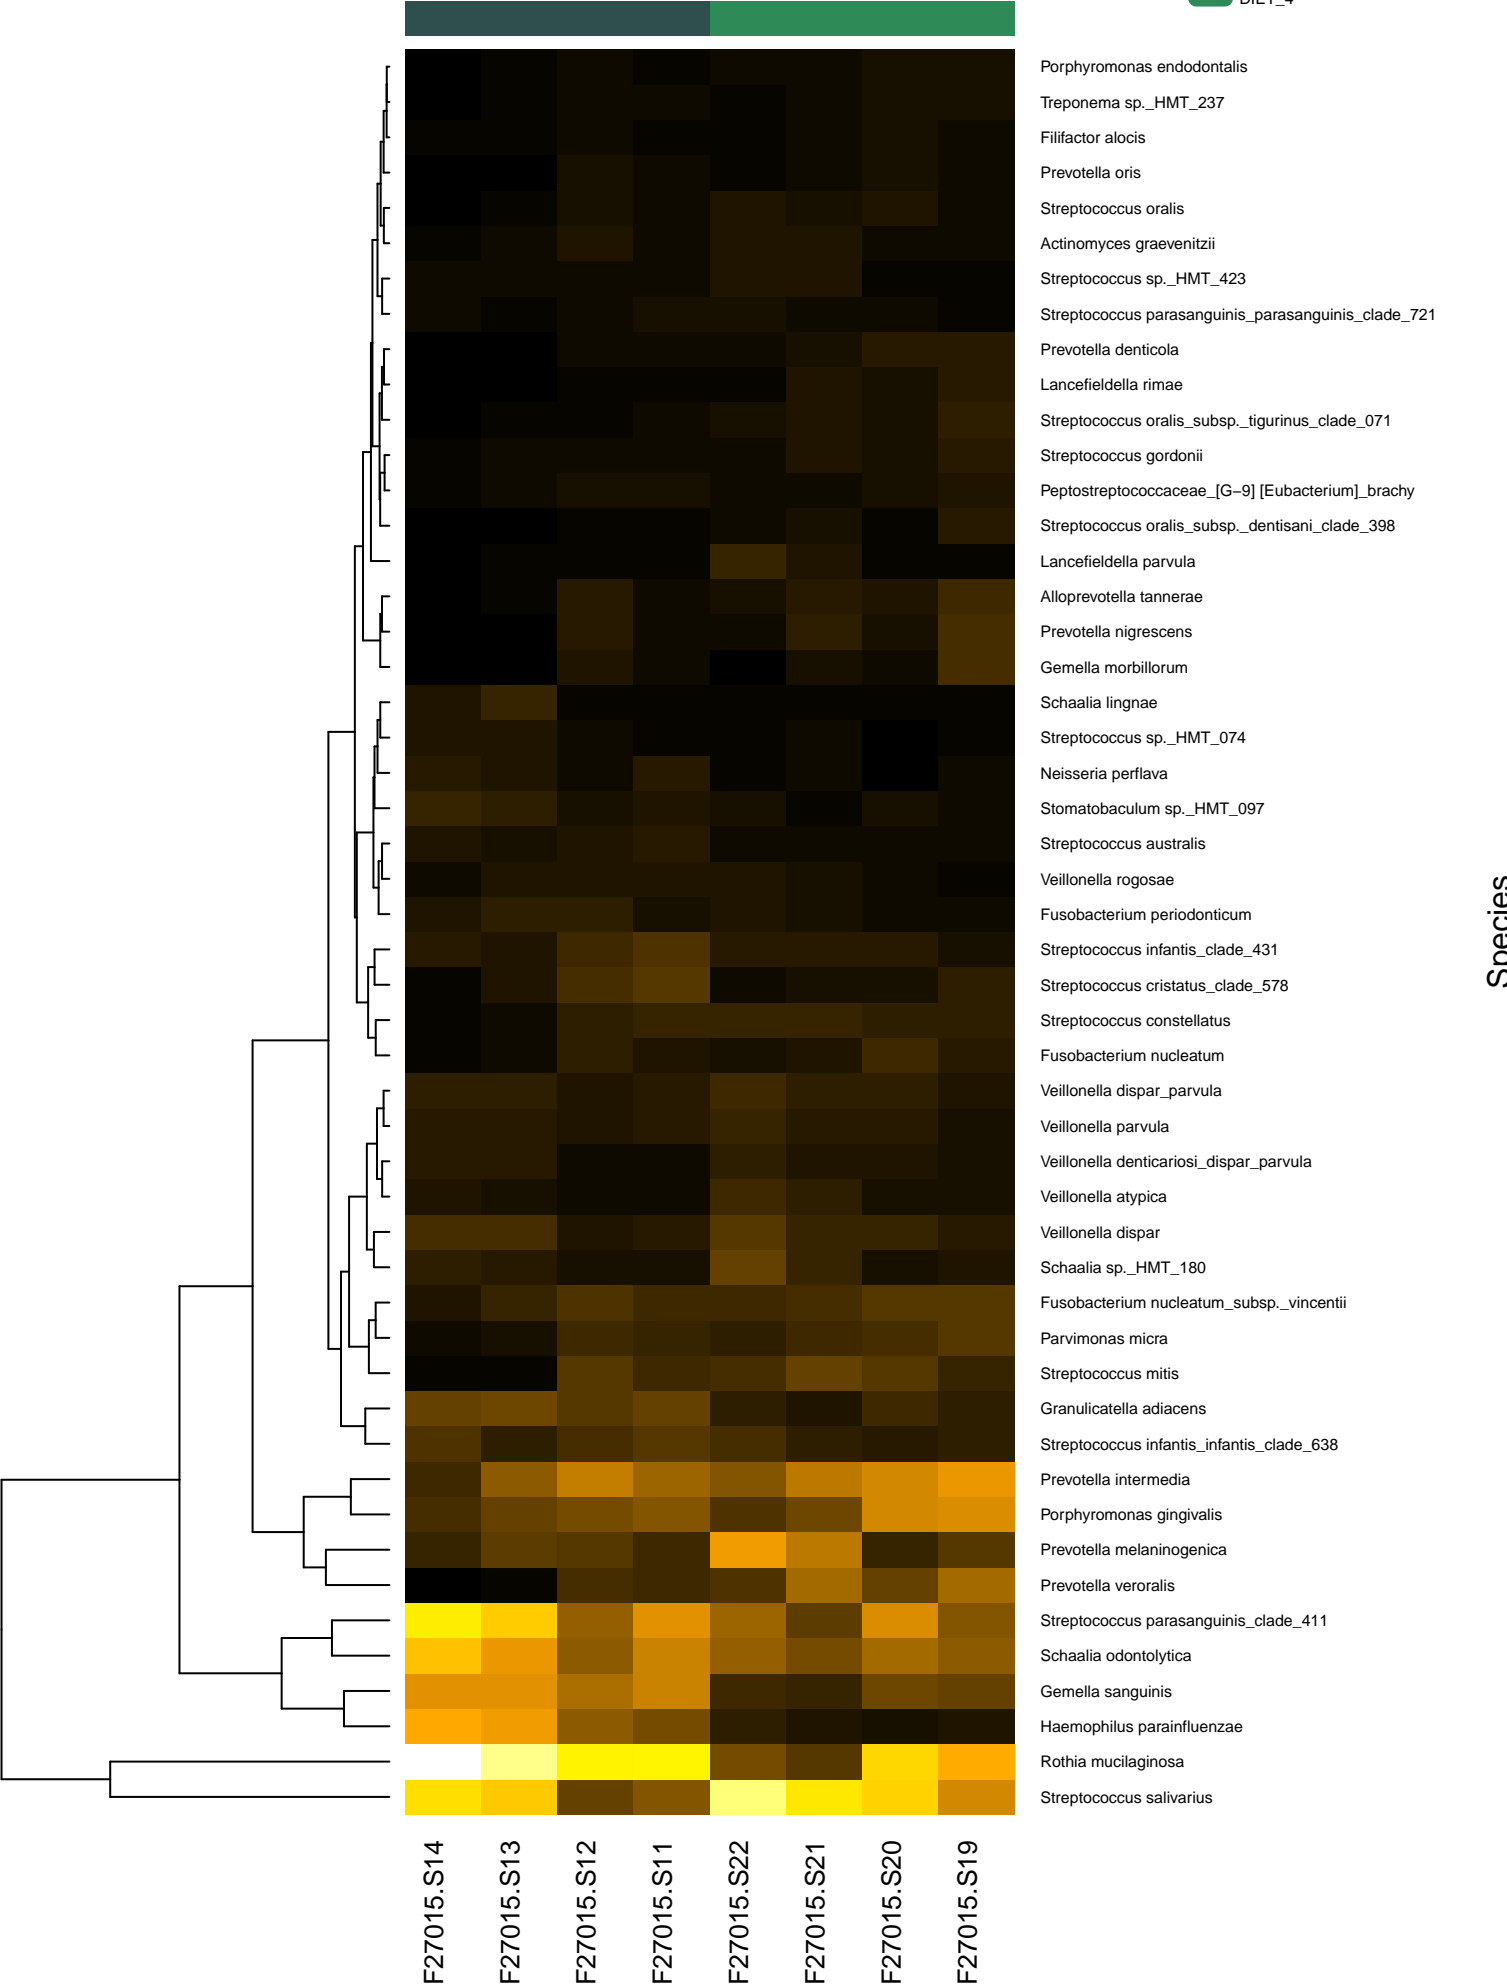 DIET_4
Porphyromonas endodontalis
Treponema sp._HMT_237
Filifactor alocis
Prevotella oris
Streptococcus oralis
Actinomyces graevenitzii
Streptococcus sp._HMT_423
Streptococcus parasanguinis_parasanguinis_clade_721
Prevotella denticola
Lancefieldella rimae
Streptococcus oralis_subsp._tigurinus_clade_071
Streptococcus gordonii
Peptostreptococcaceae_[G−9] [Eubacterium]_brachy
Streptococcus oralis_subsp._dentisani_clade_398
Lancefieldella parvula
Alloprevotella tannerae
Prevotella nigrescens
Gemella morbillorum
Schaalia lingnae
Streptococcus sp._HMT_074
Neisseria perflava
Stomatobaculum sp._HMT_097
Streptococcus australis
Veillonella rogosae
Fusobacterium periodonticum
Streptococcus infantis_clade_431
Streptococcus cristatus_clade_578
Streptococcus constellatus
Fusobacterium nucleatum
Veillonella dispar_parvula
Veillonella parvula
Veillonella denticariosi_dispar_parvula
Veillonella atypica
Veillonella dispar
Schaalia sp._HMT_180
Fusobacterium nucleatum_subsp._vincentii
Parvimonas micra
Streptococcus mitis
Granulicatella adiacens
Streptococcus infantis_infantis_clade_638
Prevotella intermedia
Porphyromonas gingivalis
Prevotella melaninogenica
Prevotella veroralis
Streptococcus parasanguinis_clade_411
Schaalia odontolytica
Gemella sanguinis
Haemophilus parainfluenzae
Rothia mucilaginosa
Streptococcus salivarius
Species
F27015.S14
F27015.S13
F27015.S12
F27015.S11
F27015.S22
F27015.S21
F27015.S20
F27015.S19